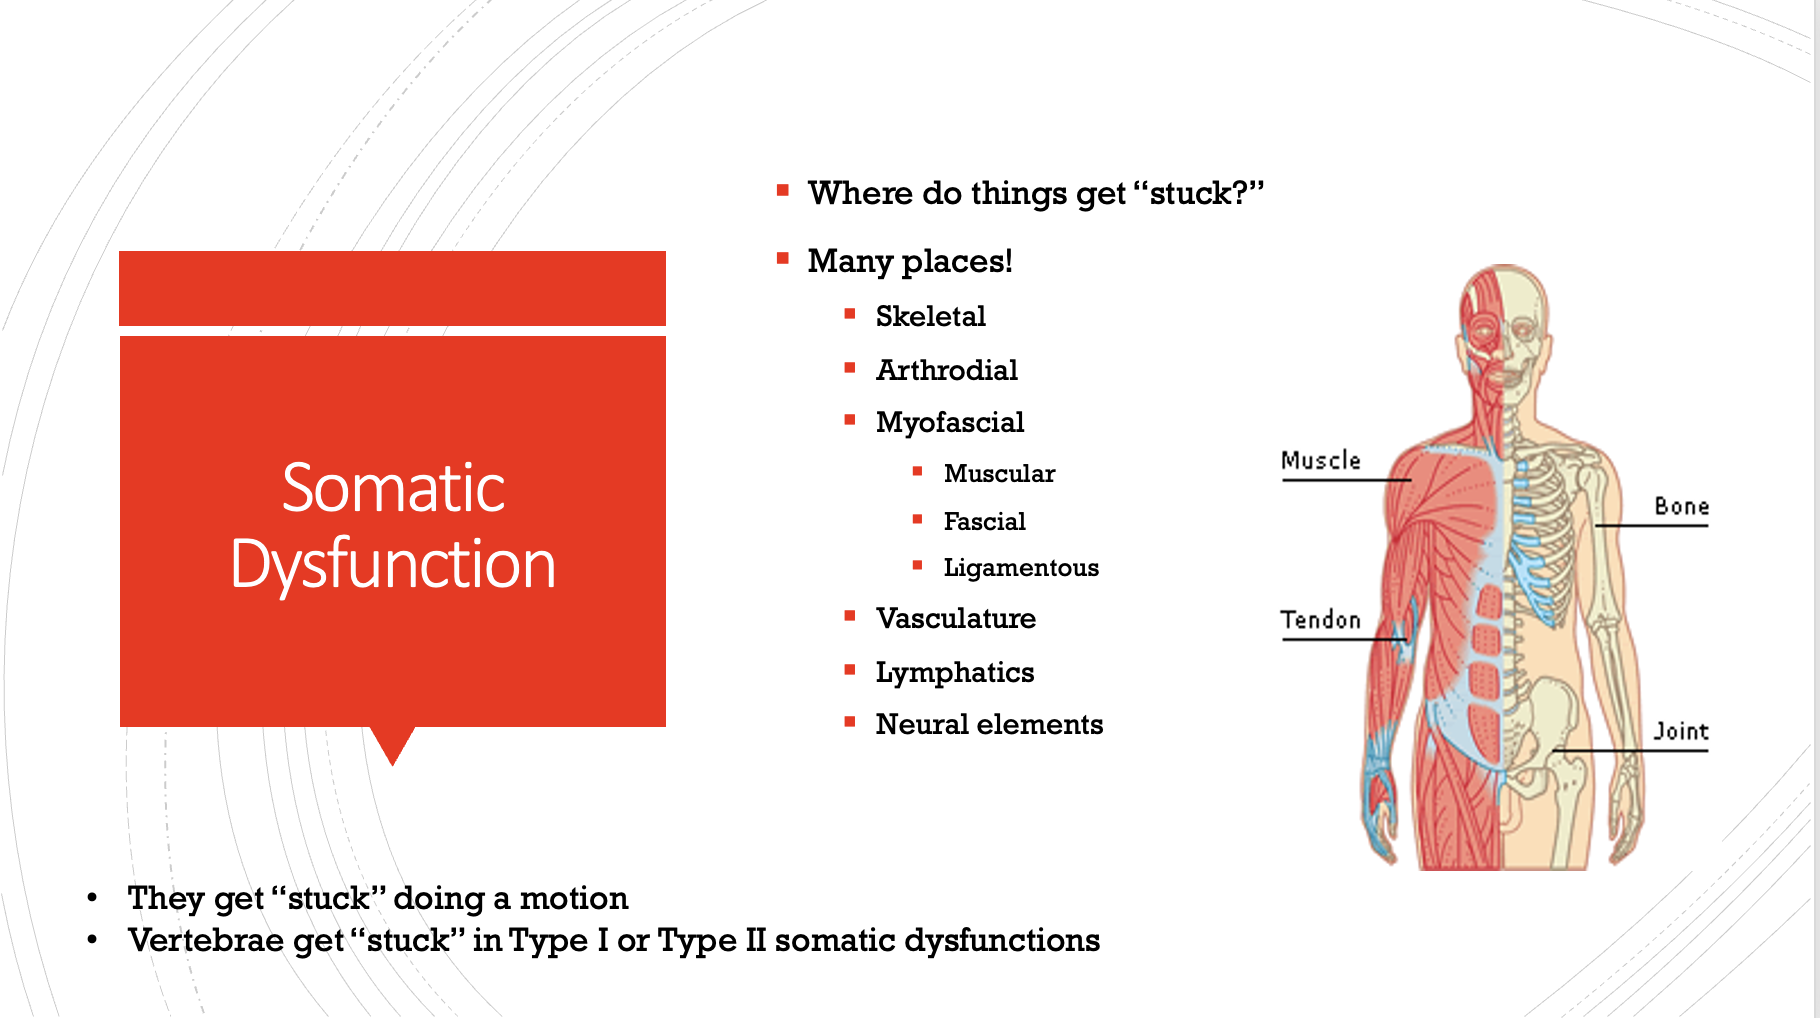 Somatic
Dysfunction
Where do things get “stuck?”
Many places!
Skeletal
Arthrodial
Myofascial
Muscular
Fascial
Ligamentous
Vasculature
Lymphatics
Neural elements
Muscle
Bone
Tendon
Joint
They get “stuck” doing a motion
Vertebrae get “stuck” in Type I or Type II somatic dysfunctions